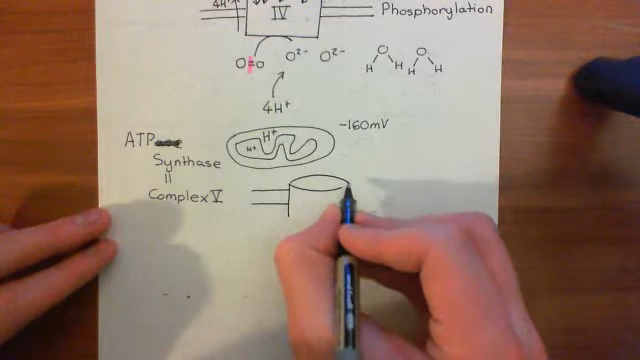 4H⁺
IV
Phosphorylation
O=O
O²⁻ O²⁻
O O
H H H H
4H⁺
ATP
-160mV
H⁺
H⁺
Synthase
=
Complex V